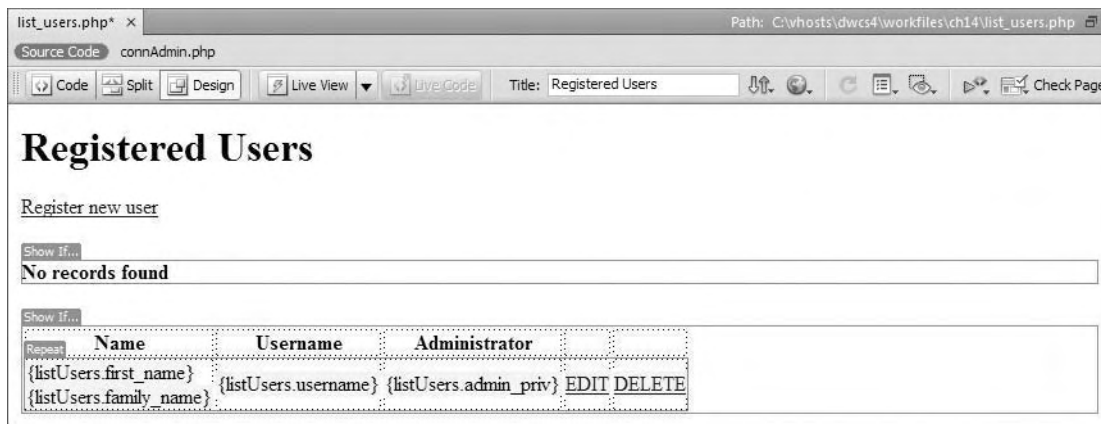 list_users.php* × Path: C:\vhosts\dwcs4\workfiles\ch14\list_users.php
Source Code connAdmin.php
Code Split Design Live View Live Code Title: Registered Users Check Page
Registered Users
Register new user
Show If...
No records found
Show If...
Name Username Administrator
Repeat
{listUsers.first_name}
{listUsers.family_name} {listUsers.username} {listUsers.admin_priv} EDIT DELETE